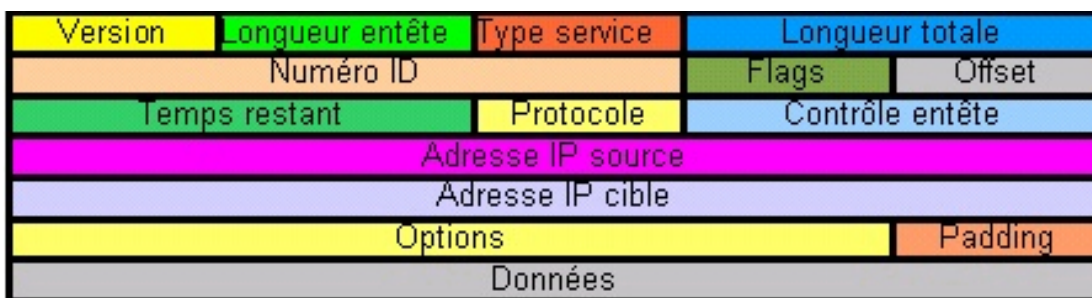 Version Longueur entête Type service Longueur totale
Numéro ID Flags Offset
Temps restant Protocole Contrôle entête
Adresse IP source
Adresse IP cible
Options Padding
Données